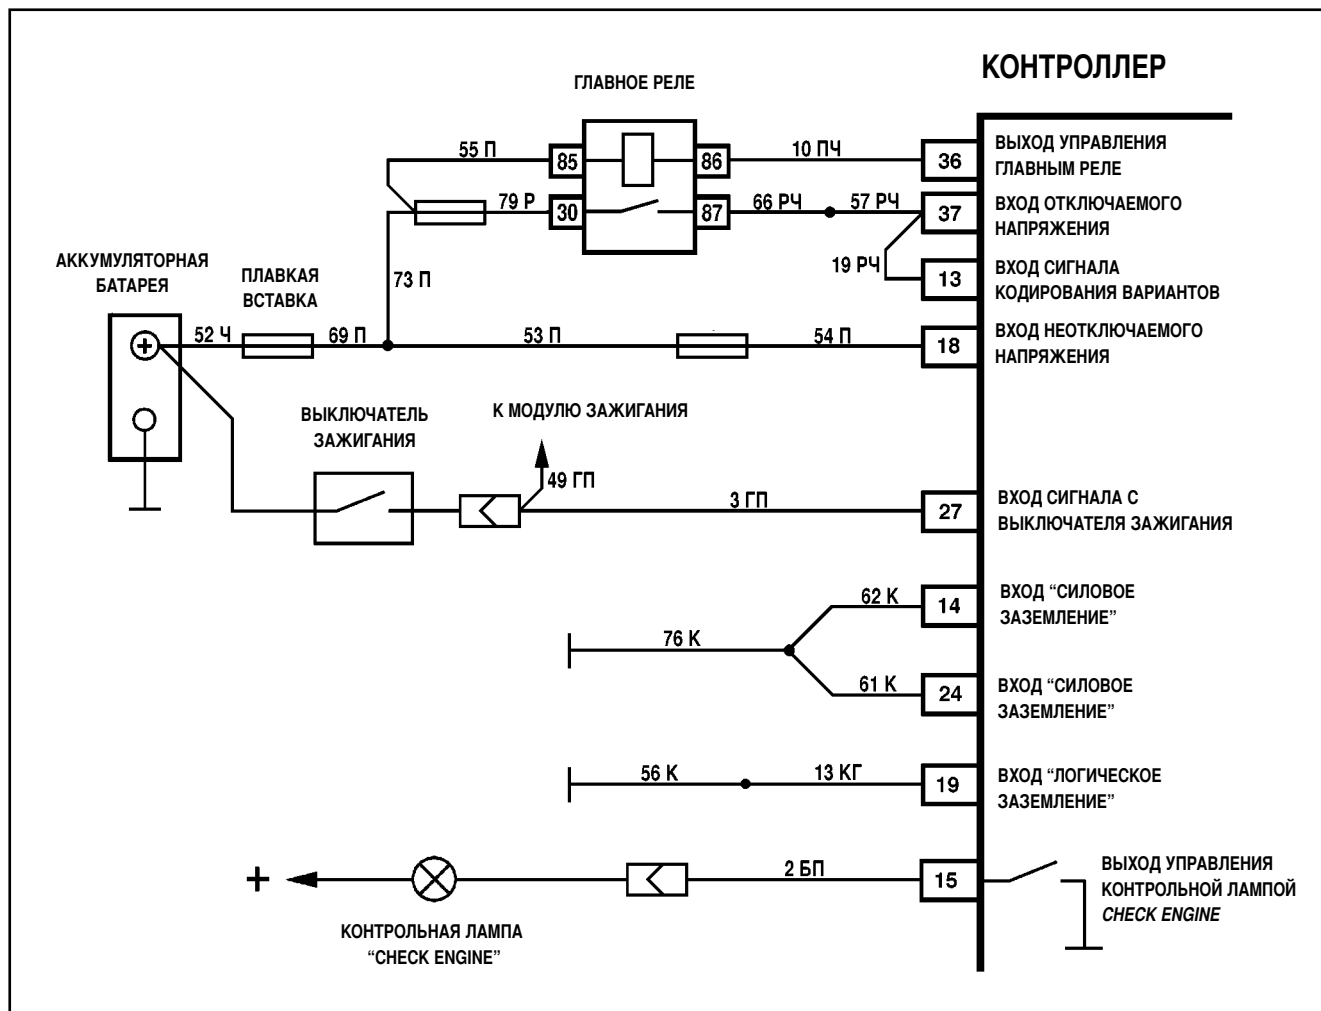 КОНТРОЛЛЕР
ГЛАВНОЕ РЕЛЕ
55 П
85
86
10 ПЧ
36
ВЫХОД УПРАВЛЕНИЯ
ГЛАВНЫМ РЕЛЕ
79 Р
30
87
66 РЧ
57 РЧ
37
ВХОД ОТКЛЮЧАЕМОГО
НАПРЯЖЕНИЯ
АККУМУЛЯТОРНАЯ
БАТАРЕЯ
ПЛАВКАЯ
ВСТАВКА
73 П
19 РЧ
13
ВХОД СИГНАЛА
КОДИРОВАНИЯ ВАРИАНТОВ
52 Ч
69 П
53 П
54 П
18
ВХОД НЕОТКЛЮЧАЕМОГО
НАПРЯЖЕНИЯ
+
ВЫКЛЮЧАТЕЛЬ
ЗАЖИГАНИЯ
К МОДУЛЮ ЗАЖИГАНИЯ
49 ГП
3 ГП
27
ВХОД СИГНАЛА С
ВЫКЛЮЧАТЕЛЯ ЗАЖИГАНИЯ
62 К
14
ВХОД “СИЛОВОЕ
ЗАЗЕМЛЕНИЕ”
76 К
61 К
24
ВХОД “СИЛОВОЕ
ЗАЗЕМЛЕНИЕ”
56 К
13 КГ
19
ВХОД “ЛОГИЧЕСКОЕ
ЗАЗЕМЛЕНИЕ”
+
2 БП
15
ВЫХОД УПРАВЛЕНИЯ
КОНТРОЛЬНОЙ ЛАМПОЙ
CHECK ENGINE
КОНТРОЛЬНАЯ ЛАМПА
“CHECK ENGINE”